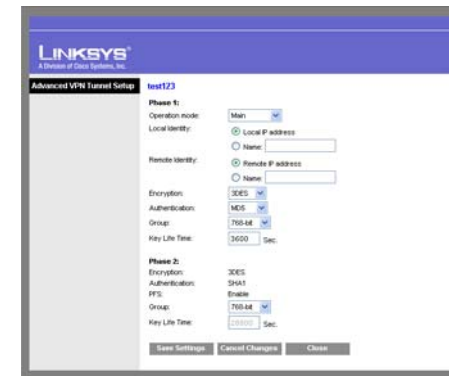 LINKSYS®
A Division of Cisco Systems, Inc.
Advanced VPN Tunnel Setup
test123
Phase 1:
Operation mode: Main
Local Identity: Local IP address
Name:
Remote Identity: Remote IP address
Name:
Encryption: 3DES
Authentication: MD5
Group: 768-bit
Key Life Time: 3600 Sec.
Phase 2:
Encryption: 3DES
Authentication: SHA1
PFS: Enable
Group: 768-bit
Key Life Time: 28800 Sec.
Save Settings Cancel Changes Close